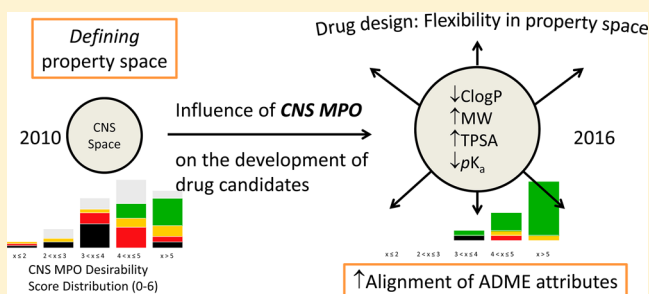 Defining
property space
2010
CNS
Space
x ≤ 2
2 < x ≤ 3
3 < x ≤ 4
4 < x ≤ 5
x > 5
CNS MPO Desirability
Score Distribution (0-6)
Influence of CNS MPO
on the development of
drug candidates
Drug design: Flexibility in property space
↓ClogP
↑MW
↑TPSA
↓pKa
2016
x ≤ 2
2 < x ≤ 3
3 < x ≤ 4
4 < x ≤ 5
x > 5
↑Alignment of ADME attributes